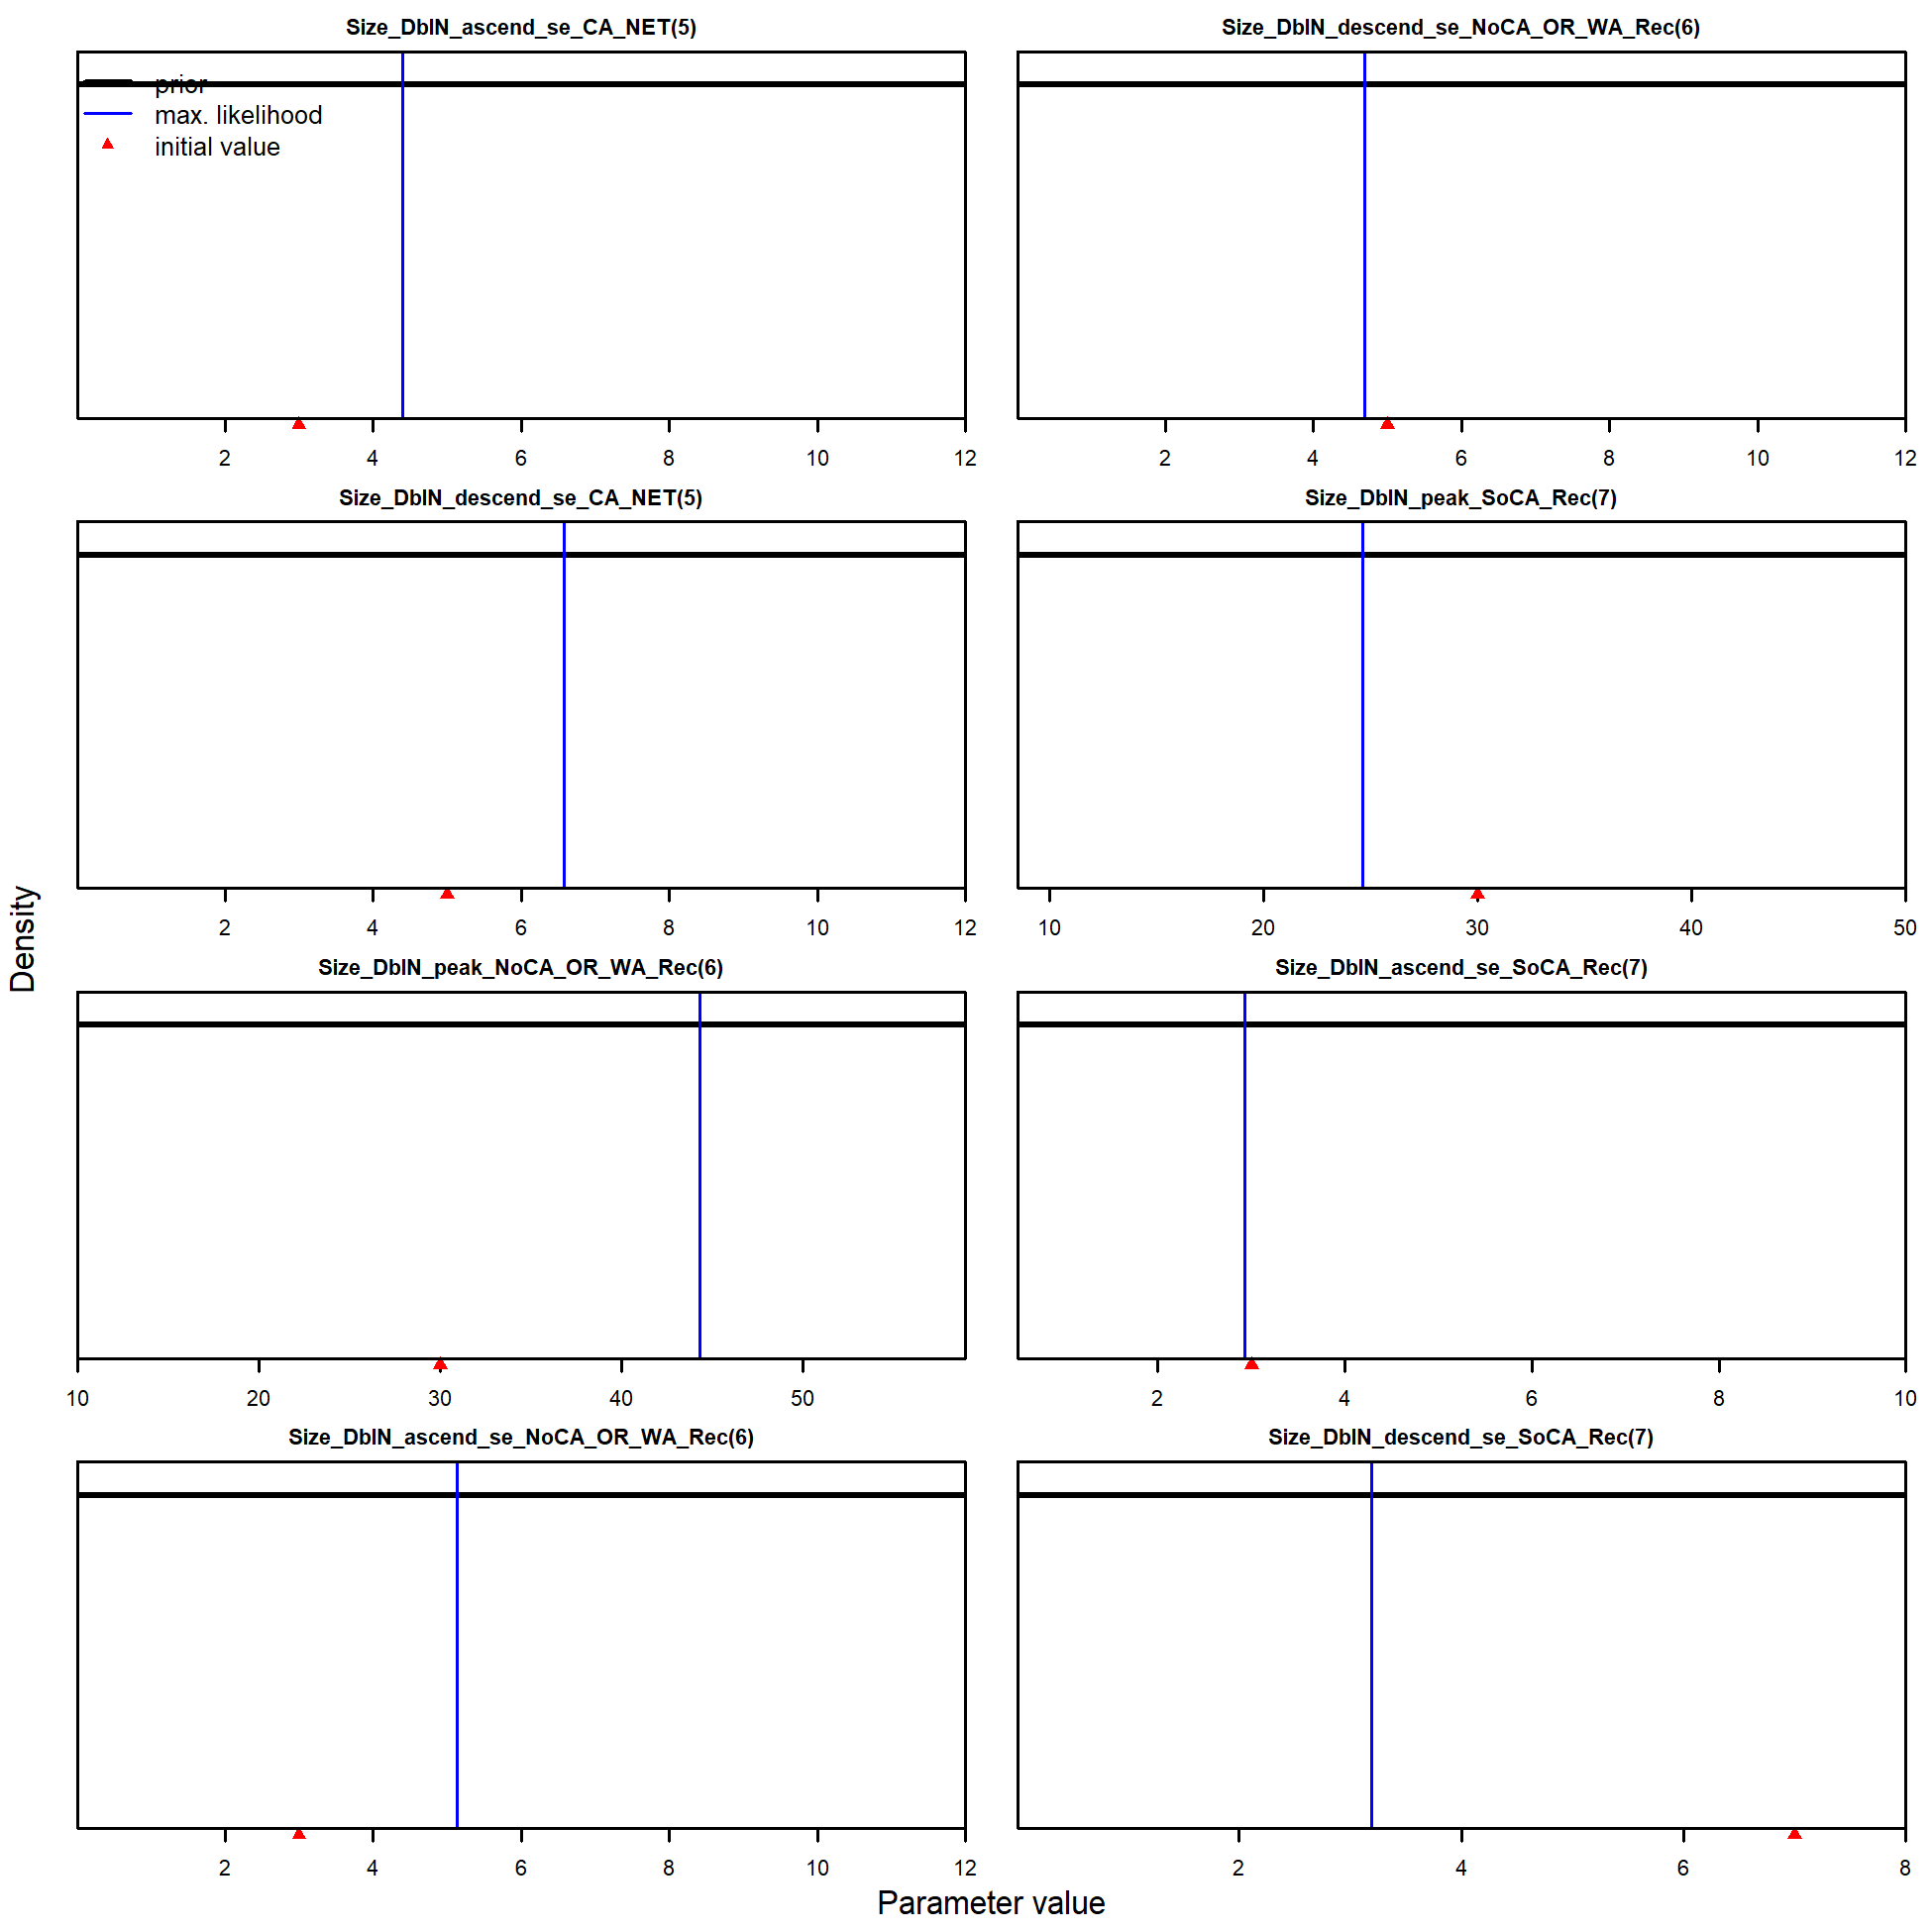 Size_DblN_ascend_se_CA_NET(5)
prior
max. likelihood
initial value
2 4 6 8 10 12
Size_DblN_descend_se_NoCA_OR_WA_Rec(6)
2 4 6 8 10 12
Size_DblN_descend_se_CA_NET(5)
2 4 6 8 10 12
Size_DblN_peak_SoCA_Rec(7)
10 20 30 40 50
Density
Size_DblN_peak_NoCA_OR_WA_Rec(6)
10 20 30 40 50
Size_DblN_ascend_se_SoCA_Rec(7)
2 4 6 8 10
Size_DblN_ascend_se_NoCA_OR_WA_Rec(6)
2 4 6 8 10 12
Size_DblN_descend_se_SoCA_Rec(7)
2 4 6 8
Parameter value